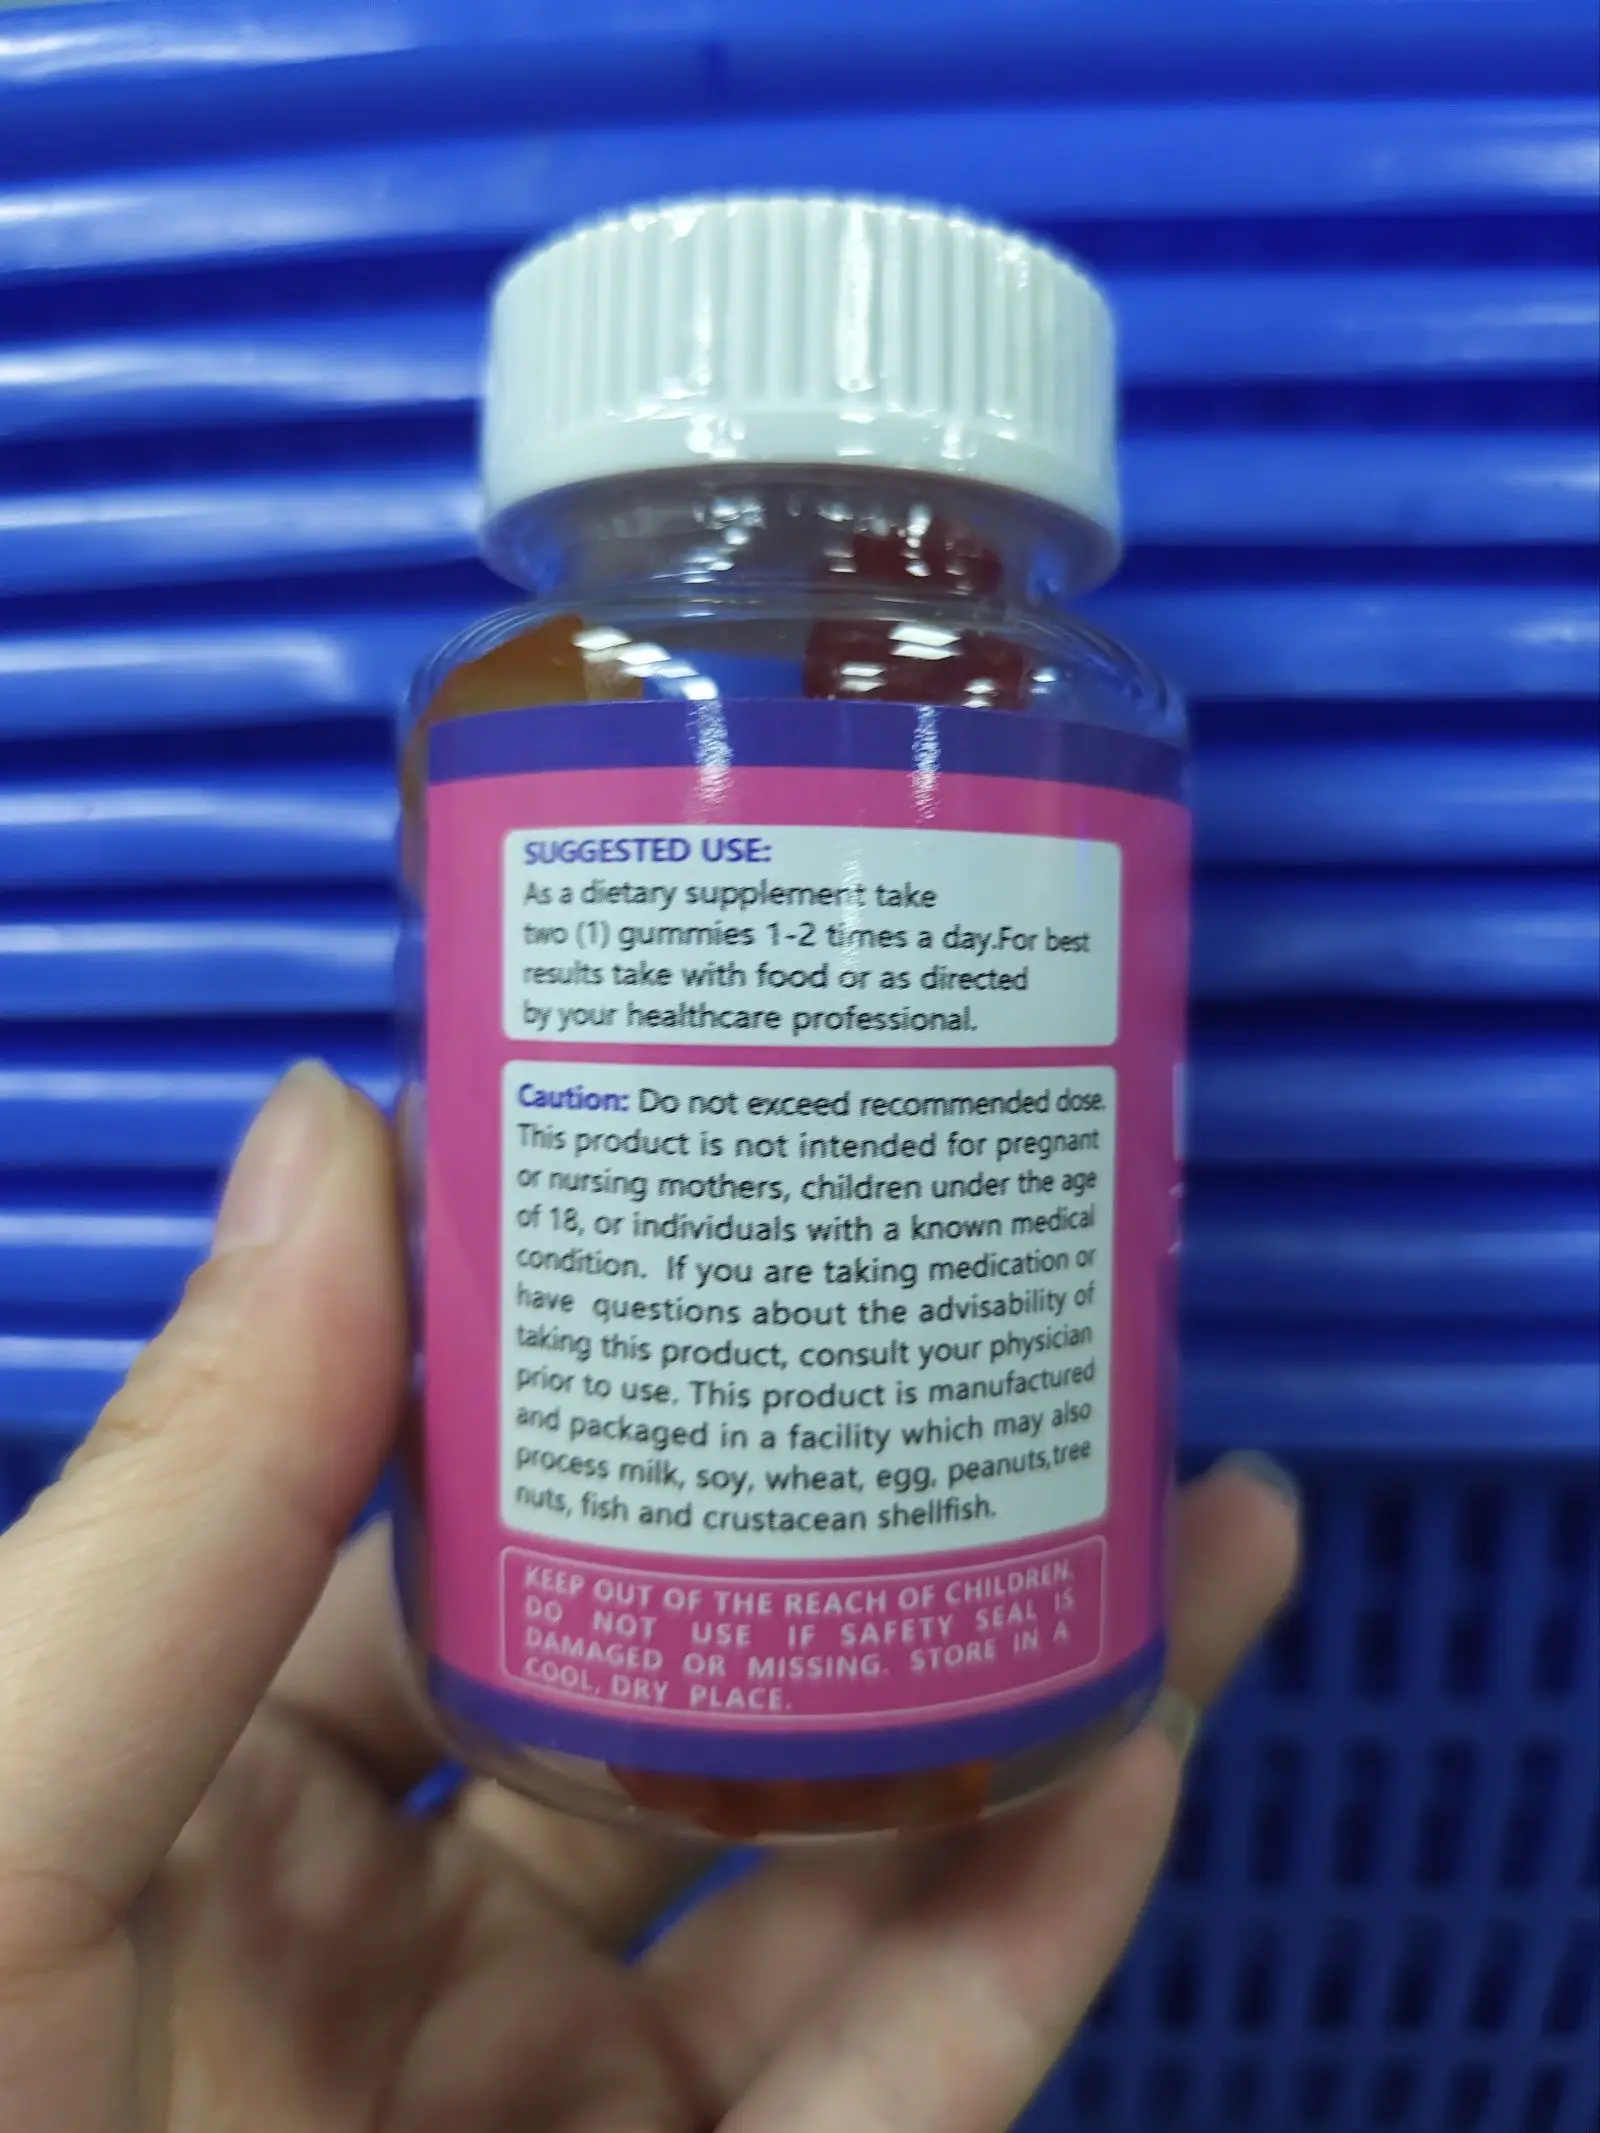 SUGGESTED USE:
As a dietary supplement take
two (1) gummies 1-2 times a day.For best
results take with food or as directed
by your healthcare professional.
Caution: Do not exceed recommended dose.
This product is not intended for pregnant
or nursing mothers, children under the age
of 18, or individuals with a known medical
condition. If you are taking medication or
have questions about the advisability of
taking this product, consult your physician
prior to use. This product is manufactured
and packaged in a facility which may also
process milk, soy, wheat, egg, peanuts,tree
nuts, fish and crustacean shellfish.
KEEP OUT OF THE REACH OF CHILDREN.
DO NOT USE IF SAFETY SEAL IS
DAMAGED OR MISSING. STORE IN A
COOL, DRY PLACE.